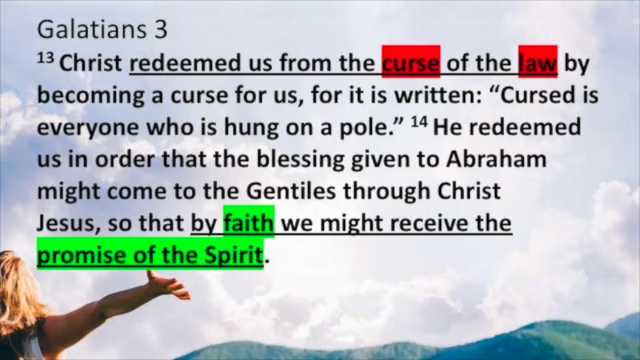 Galatians 3
13 Christ redeemed us from the curse of the law by
becoming a curse for us, for it is written: “Cursed is
everyone who is hung on a pole.” 14 He redeemed
us in order that the blessing given to Abraham
might come to the Gentiles through Christ
Jesus, so that by faith we might receive the
promise of the Spirit.